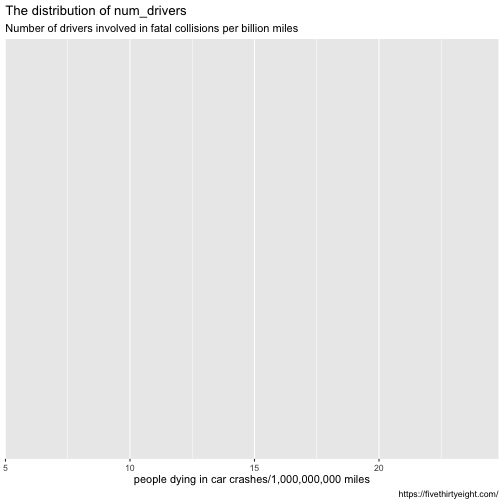 The distribution of num_drivers
Number of drivers involved in fatal collisions per billion miles
5 10 15 20
people dying in car crashes/1,000,000,000 miles
https://fivethirtyeight.com/